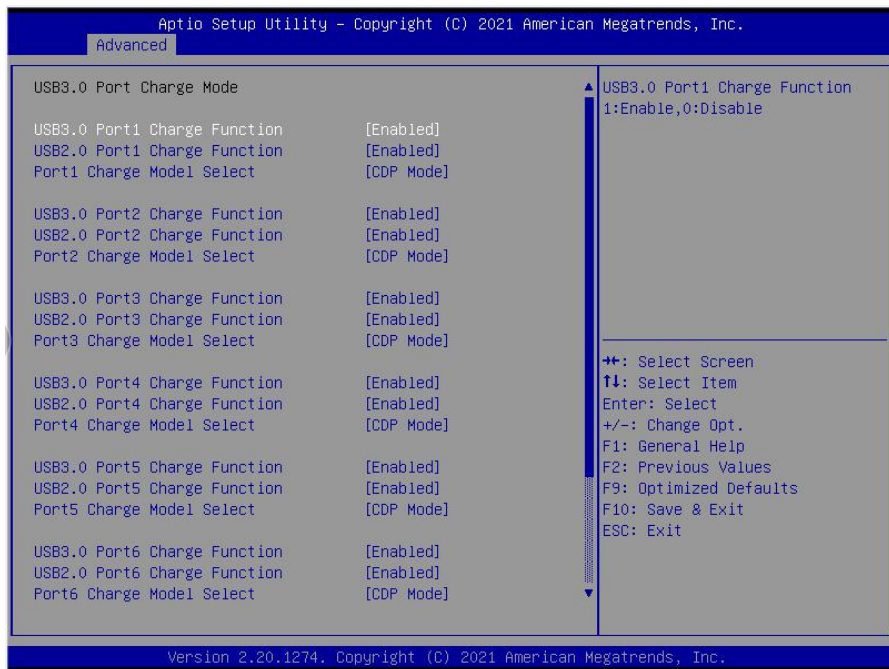 Aptio Setup Utility – Copyright (C) 2021 American Megatrends, Inc.
Advanced
USB3.0 Port Charge Mode
USB3.0 Port1 Charge Function [Enabled]
USB2.0 Port1 Charge Function [Enabled]
Port1 Charge Model Select [CDP Mode]
USB3.0 Port2 Charge Function [Enabled]
USB2.0 Port2 Charge Function [Enabled]
Port2 Charge Model Select [CDP Mode]
USB3.0 Port3 Charge Function [Enabled]
USB2.0 Port3 Charge Function [Enabled]
Port3 Charge Model Select [CDP Mode]
USB3.0 Port4 Charge Function [Enabled]
USB2.0 Port4 Charge Function [Enabled]
Port4 Charge Model Select [CDP Mode]
USB3.0 Port5 Charge Function [Enabled]
USB2.0 Port5 Charge Function [Enabled]
Port5 Charge Model Select [CDP Mode]
USB3.0 Port6 Charge Function [Enabled]
USB2.0 Port6 Charge Function [Enabled]
Port6 Charge Model Select [CDP Mode]
USB3.0 Port1 Charge Function
1:Enable,0:Disable
→←: Select Screen
↑↓: Select Item
Enter: Select
+/-: Change Opt.
F1: General Help
F2: Previous Values
F9: Optimized Defaults
F10: Save & Exit
ESC: Exit
Version 2.20.1274. Copyright (C) 2021 American Megatrends, Inc.